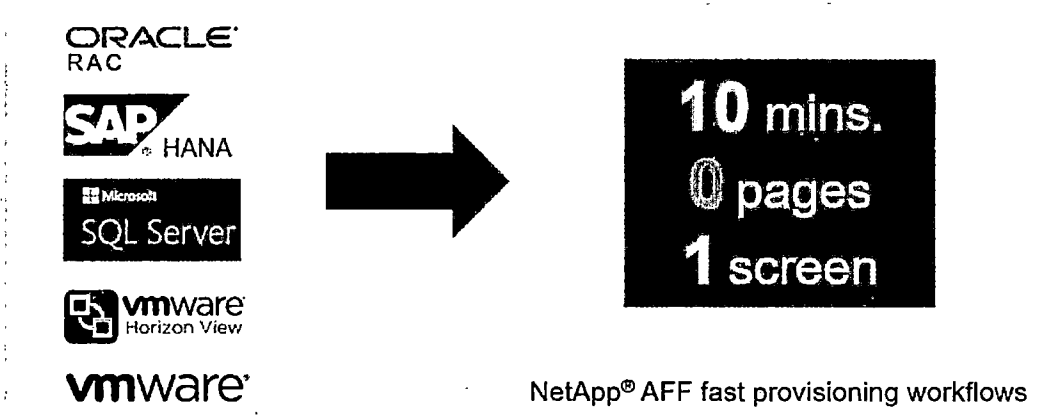 ORACLE
RAC
SAP
® HANA
Microsoft
SQL Server
vmware
Horizon View
vmware
10 mins.
0 pages
1 screen
NetApp® AFF fast provisioning workflows